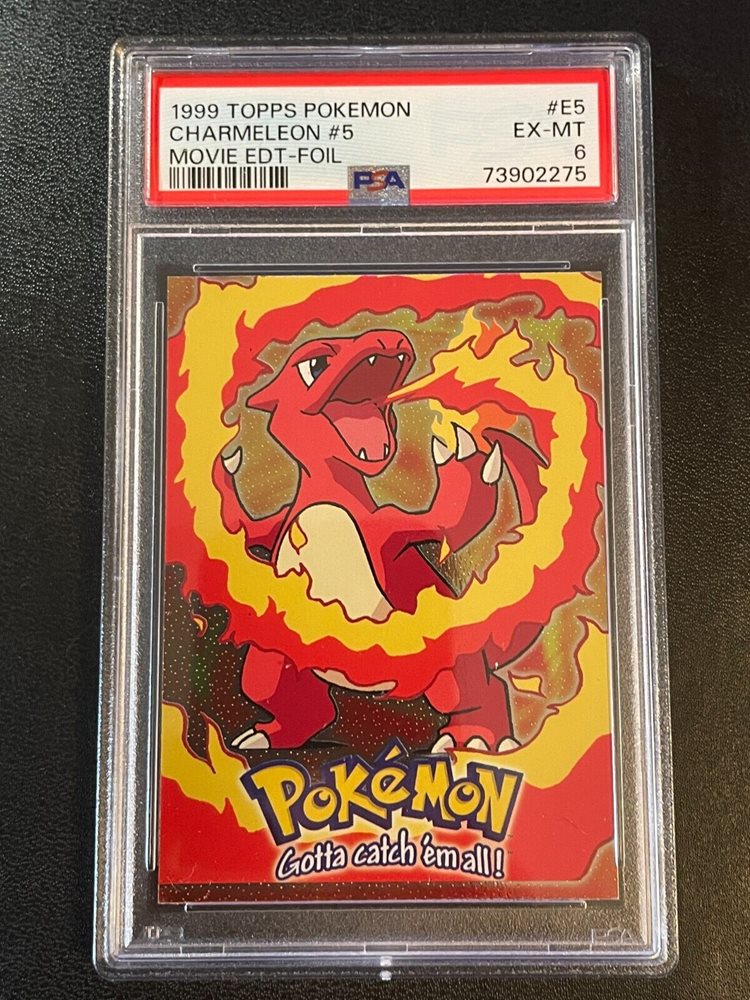 1999 TOPPS POKEMON #E5
CHARMELEON #5 EX-MT
MOVIE EDT-FOIL 6
PSA 73902275
POKéMON
Gotta catch 'em all!